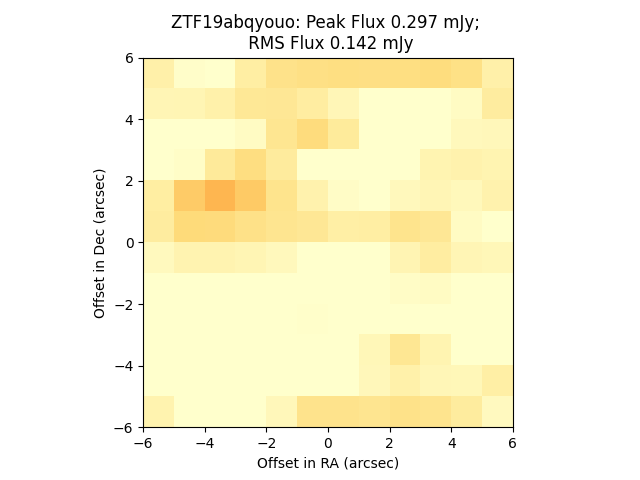 ZTF19abqyouo: Peak Flux 0.297 mJy;
RMS Flux 0.142 mJy
6
4
2
0
−2
−4
−6
Offset in Dec (arcsec)
−6 −4 −2 0 2 4 6
Offset in RA (arcsec)